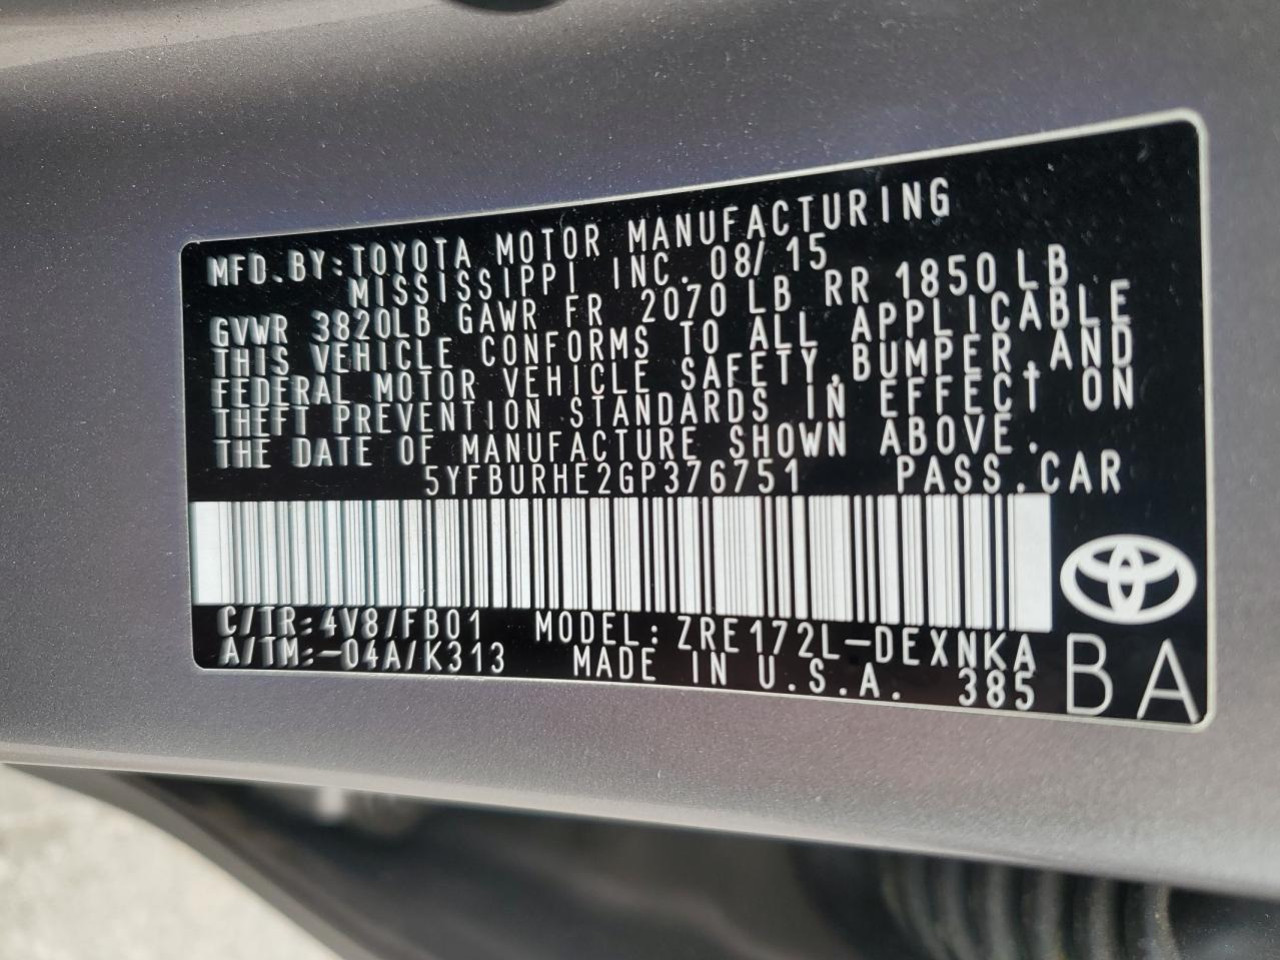 MFD.BY:TOYOTA MOTOR MANUFACTURING
MISSISSIPPI INC. 08/ 15
GVWR 3820LB GAWR FR 2070 LB RR 1850 LB
THIS VEHICLE CONFORMS TO ALL APPLICABLE
FEDERAL MOTOR VEHICLE SAFETY,BUMPER,AND
THEFT PREVENTION STANDARDS IN EFFECT ON
THE DATE OF MANUFACTURE SHOWN ABOVE.
5YFBURHE2GP376751 PASS.CAR
C/TR:4V8/FB01 MODEL:ZRE172L-DEXNKA
A/TM:-04A/K313 MADE IN U.S.A. 385
BA